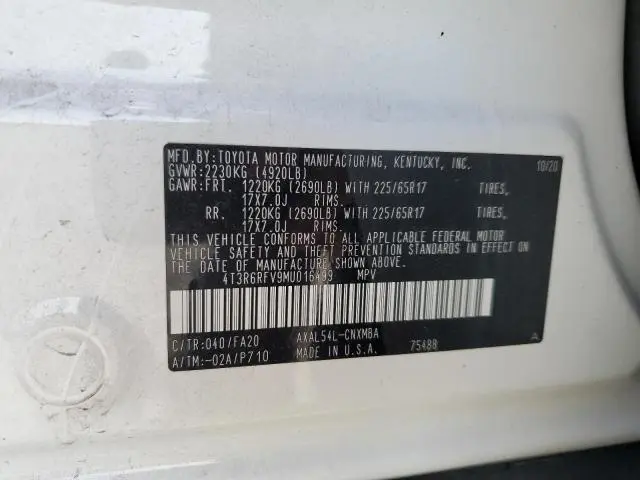 MFD.BY:TOYOTA MOTOR MANUFACTURING, KENTUCKY, INC. 10/20
GVWR:2230KG (4920LB)
GAWR:FRT. 1220KG (2690LB) WITH 225/65R17 TIRES,
17X7.0J RIMS.
RR. 1220KG (2690LB) WITH 225/65R17 TIRES,
17X7.0J RIMS.
THIS VEHICLE CONFORMS TO ALL APPLICABLE FEDERAL MOTOR
VEHICLE SAFETY AND THEFT PREVENTION STANDARDS IN EFFECT ON
THE DATE OF MANUFACTURE SHOWN ABOVE.
4T3R6RFV9MU016499 MPV
C/TR:040/FA20 AXAL54L-CNXMBA
A/TM:-02A/P710 MADE IN U.S.A. 75488 A